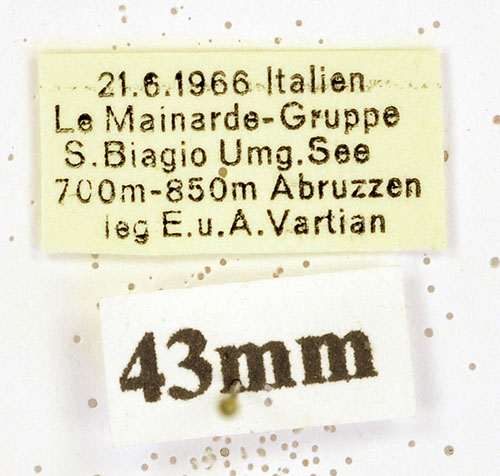 21.6.1966 Italien
Le Mainarde-Gruppe
S.Biagio Umg.See
700m-850m Abruzzen
leg E.u.A.Vartian
43mm